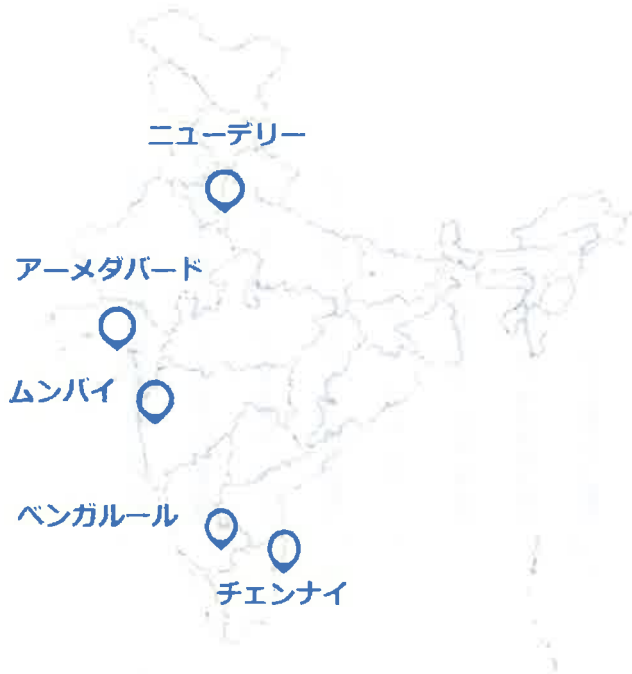 ニューデリー
アーメダバード
ムンバイ
ベンガルール
チェンナイ